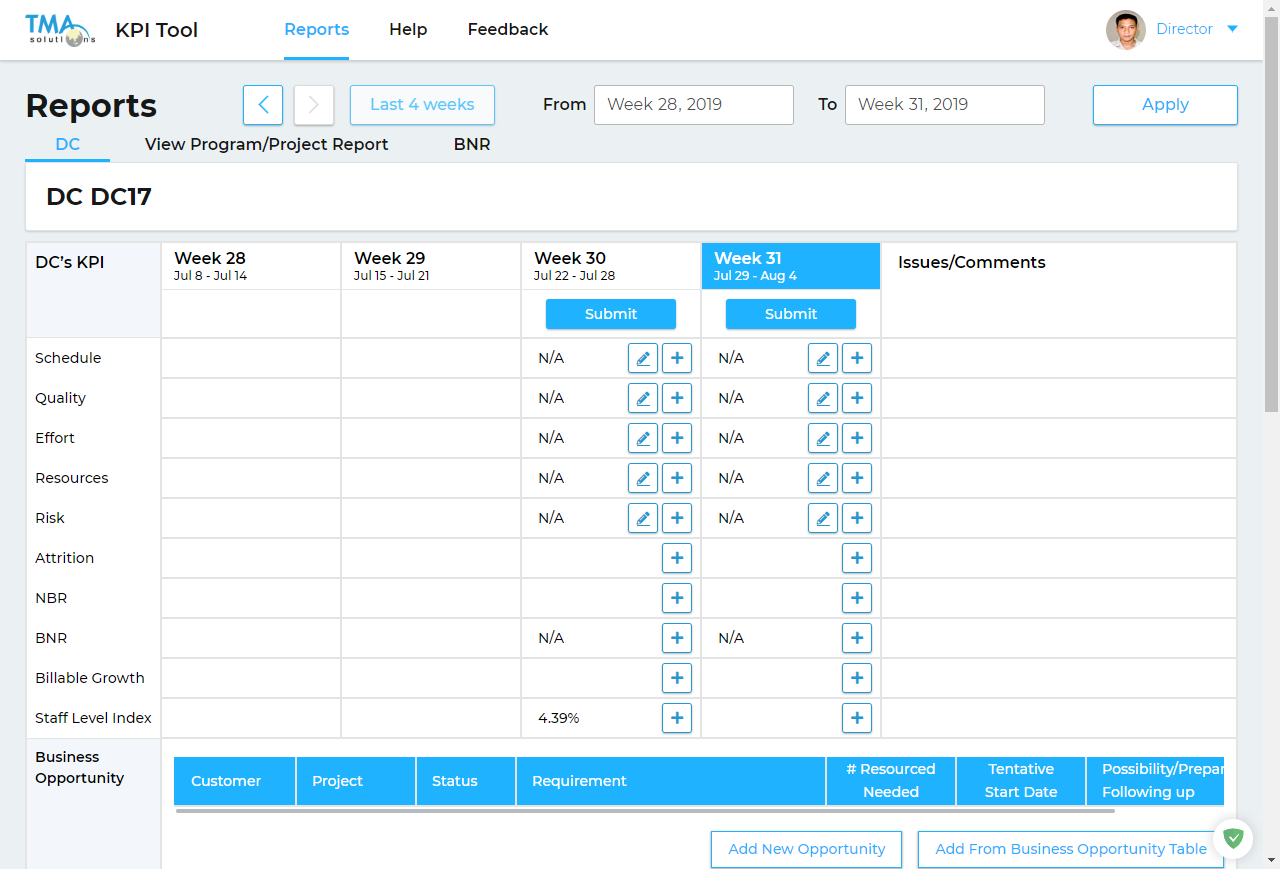 TMA
solutions
KPI Tool
Reports
Help
Feedback
Director
Reports
Last 4 weeks
From
Week 28, 2019
To
Week 31, 2019
Apply
DC
View Program/Project Report
BNR
DC DC17
DC's KPI
Week 28
Jul 8 - Jul 14
Week 29
Jul 15 - Jul 21
Week 30
Jul 22 - Jul 28
Week 31
Jul 29 - Aug 4
Issues/Comments
Submit
Submit
Schedule
N/A
N/A
Quality
N/A
N/A
Effort
N/A
N/A
Resources
N/A
N/A
Risk
N/A
N/A
Attrition
NBR
BNR
N/A
N/A
Billable Growth
Staff Level Index
4.39%
Business
Opportunity
Customer
Project
Status
Requirement
# Resourced
Needed
Tentative
Start Date
Possibility/Prepar
Following up
Add New Opportunity
Add From Business Opportunity Table